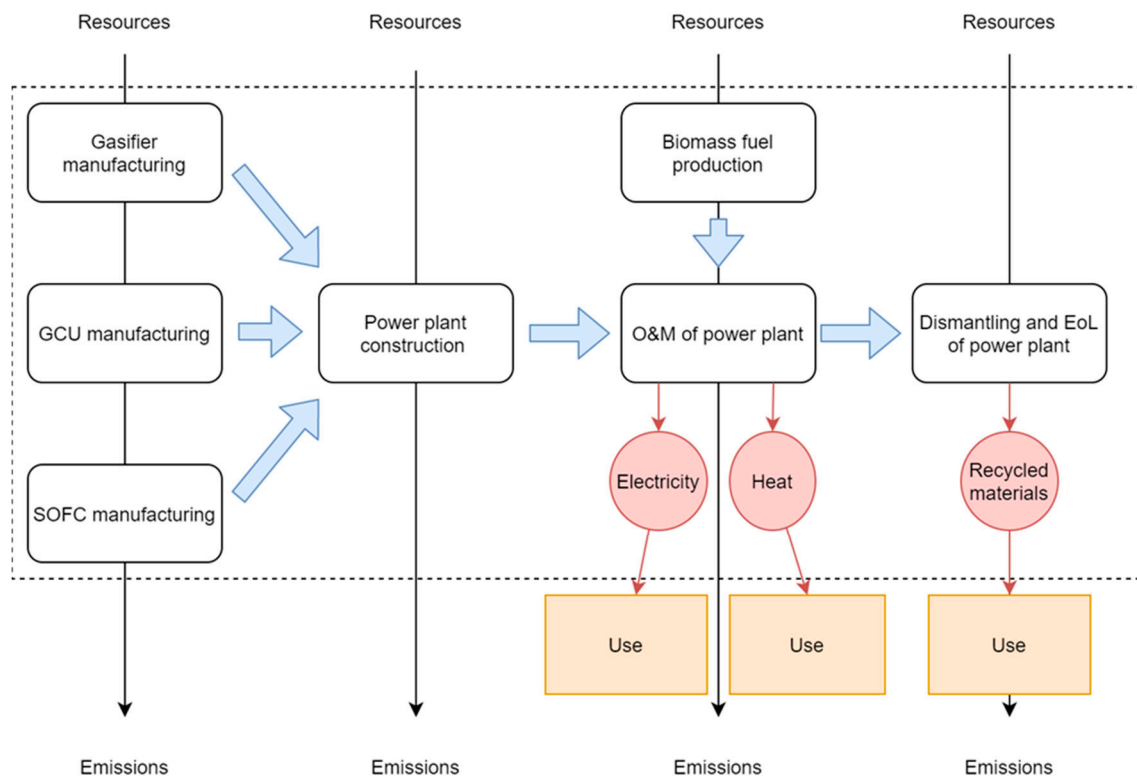 Resources
Resources
Resources
Resources
Gasifier
manufacturing
Biomass fuel
production
GCU manufacturing
Power plant
construction
O&M of power plant
Dismantling and EoL
of power plant
Electricity
Heat
Recycled
materials
SOFC manufacturing
Use
Use
Use
Emissions
Emissions
Emissions
Emissions